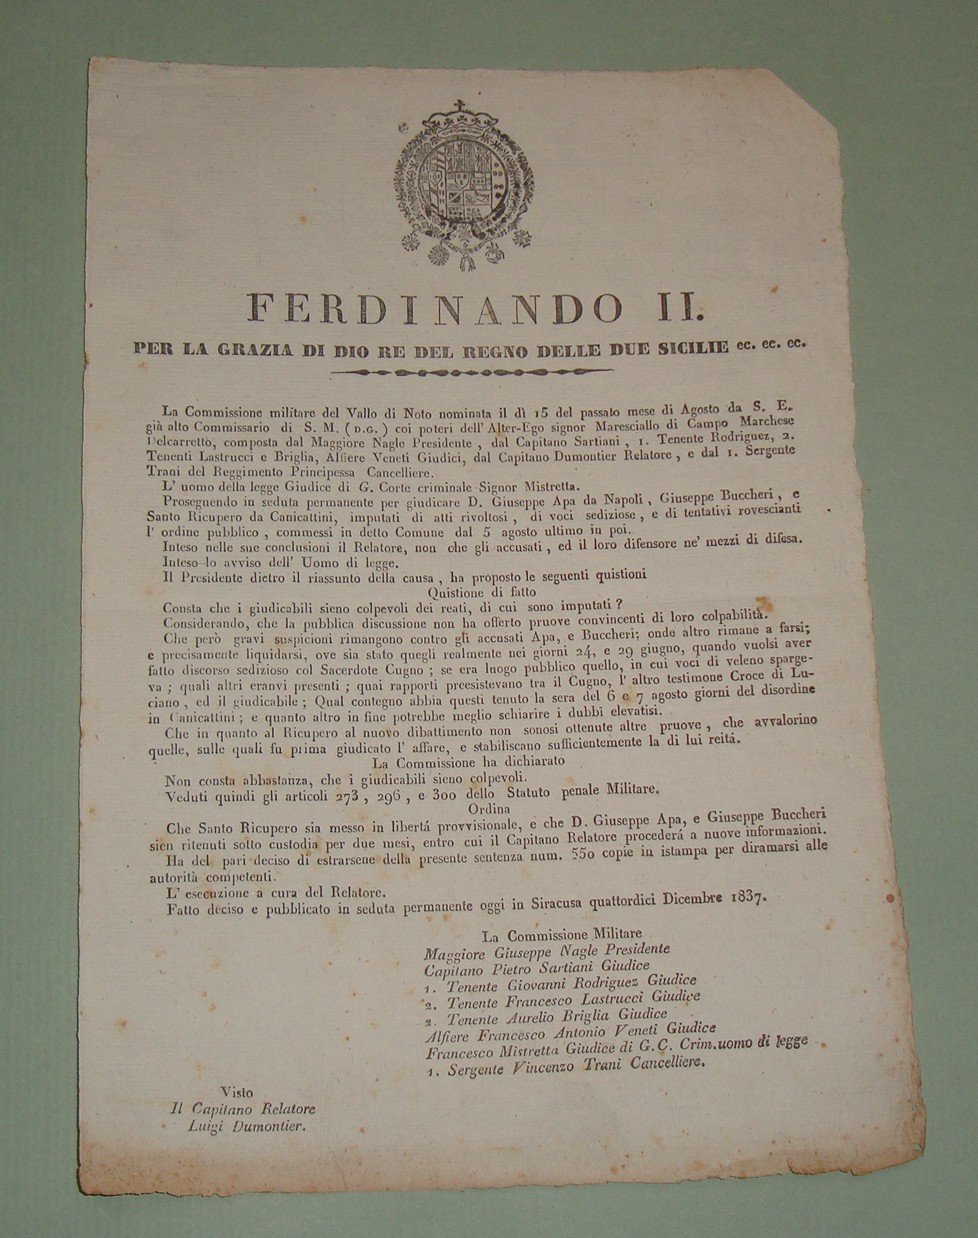 FERDINANDO II.
PER LA GRAZIA DI DIO RE DEL REGNO DELLE DUE SICILIE ec. ec. ec.
La Commissione militare del Vallo di Noto nominata il dì 15 del passato mese di Agosto da S. E.
già alto Commissario di S. M. (D.G.) coi poteri dell'Alter-Ego signor Maresciallo di Campo Marchese
Delcarretto, composta dal Maggiore Nagle Presidente, dal Capitano Sartiani, 1. Tenente Rodriguez, 2.
Tenenti Lastrucci e Briglia, Alfiere Veneti Giudici, dal Capitano Dumontier Relatore, e dal 1. Sergente
Trani del Reggimento Principessa Cancelliere.
L' uomo della legge Giudice di G. Corte criminale Signor Mistretta.
Proseguendo in seduta permanente per giudicare D. Giuseppe Apa da Napoli, Giuseppe Buccheri, e
Santo Ricupero da Canicattini, imputati di atti rivoltosi, di voci sediziose, e di tentativi rovescianti
l' ordine pubblico, commessi in detto Comune dal 5 agosto ultimo in poi.
Inteso nelle sue conclusioni il Relatore, non che gli accusati, ed il loro difensore ne' mezzi di difesa.
Inteso lo avviso dell' Uomo di legge.
Il Presidente dietro il riassunto della causa, ha proposto le seguenti quistioni
Quistione di fatto
Consta che i giudicabili sieno colpevoli dei reati, di cui sono imputati?
Considerando, che la pubblica discussione non ha offerto pruove convincenti di loro colpabilità.
Che però gravi suspicioni rimangono contro gli accusati Apa, e Buccheri; onde altro rimane a farsi;
e precisamente liquidarsi, ove sia stato quegli realmente nei giorni 24, e 29 giugno, quando vuolsi aver
fatto discorso sedizioso col Sacerdote Cugno; se era luogo pubblico quello, in cui voci di veleno sparge-
va; quali altri eranvi presenti; quai rapporti preesistevano tra il Cugno, l' altro testimone Croce di Lu-
ciano, ed il giudicabile; Qual contegno abbia questi tenuto la sera del 6 e 7 agosto giorni del disordine
in Canicattini; e quanto altro in fine potrebbe meglio schiarire i dubbi elevatisi.
Che in quanto al Ricupero al nuovo dibattimento non sonosi ottenute altre pruove, che avvalorino
quelle, sulle quali fu prima giudicato l' affare, e stabiliscano sufficientemente la di lui reità.
La Commissione ha dichiarato
Non consta abbastanza, che i giudicabili sieno colpevoli.
Veduti quindi gli articoli 273, 296, e 300 dello Statuto penale Militare.
Ordina
Che Santo Ricupero sia messo in libertá provvisionale, e che D. Giuseppe Apa, e Giuseppe Buccheri
sien ritenuti sotto custodia per due mesi, entro cui il Capitano Relatore procederà a nuove informazioni.
Ha del pari deciso di estrarsene della presente sentenza num. 550 copie in istampa per diramarsi alle
autorità competenti.
L' esecuzione a cura del Relatore.
Fatto deciso e pubblicato in seduta permanente oggi in Siracusa quattordici Dicembre 1837.
La Commissione Militare
Maggiore Giuseppe Nagle Presidente
Capitano Pietro Sartiani Giudice
1. Tenente Giovanni Rodriguez Giudice
2. Tenente Francesco Lastrucci Giudice
2. Tenente Aurelio Briglia Giudice
Alfiere Francesco Antonio Veneti Giudice
Francesco Mistretta Giudice di G. C. Crim. uomo di legge
1. Sergente Vincenzo Trani Cancelliere.
Visto
Il Capitano Relatore
Luigi Dumontier.